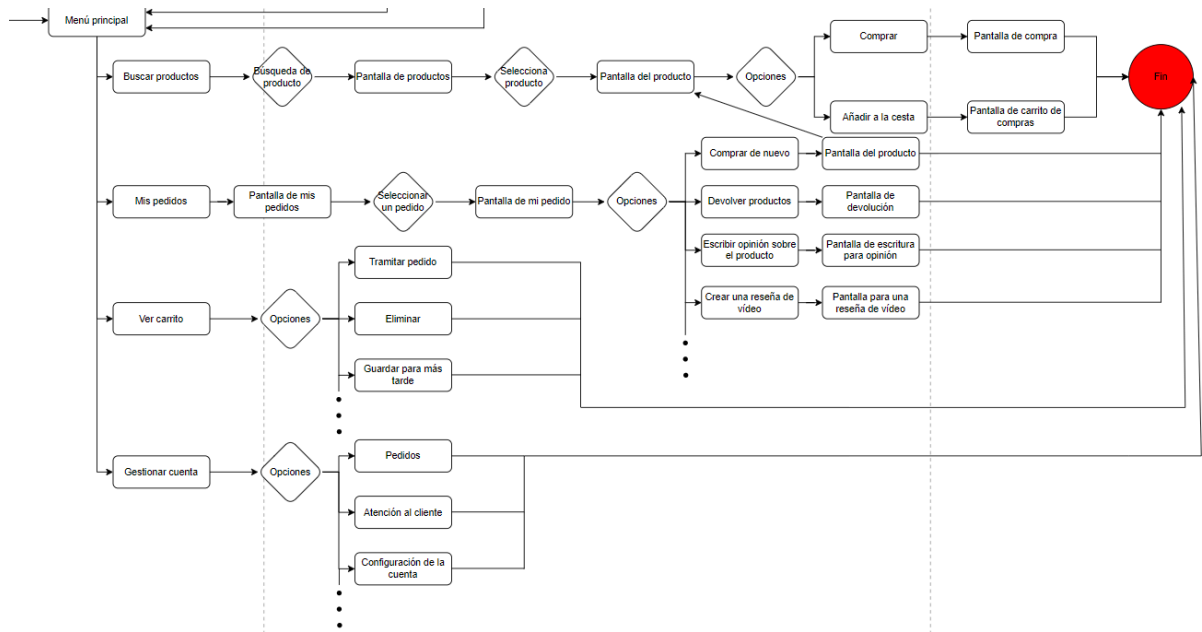 Menú principal
Buscar productos
Búsqueda de
producto
Pantalla de productos
Selecciona
producto
Pantalla del producto
Opciones
Comprar
Pantalla de compra
Añadir a la cesta
Pantalla de carrito de
compras
Fin
Mis pedidos
Pantalla de mis
pedidos
Seleccionar
un pedido
Pantalla de mi pedido
Opciones
Comprar de nuevo
Pantalla del producto
Devolver productos
Pantalla de
devolución
Escribir opinión sobre
el producto
Pantalla de escritura
para opinión
Crear una reseña de
vídeo
Pantalla para una
reseña de vídeo
Ver carrito
Opciones
Tramitar pedido
Eliminar
Guardar para más
tarde
Gestionar cuenta
Opciones
Pedidos
Atención al cliente
Configuración de la
cuenta